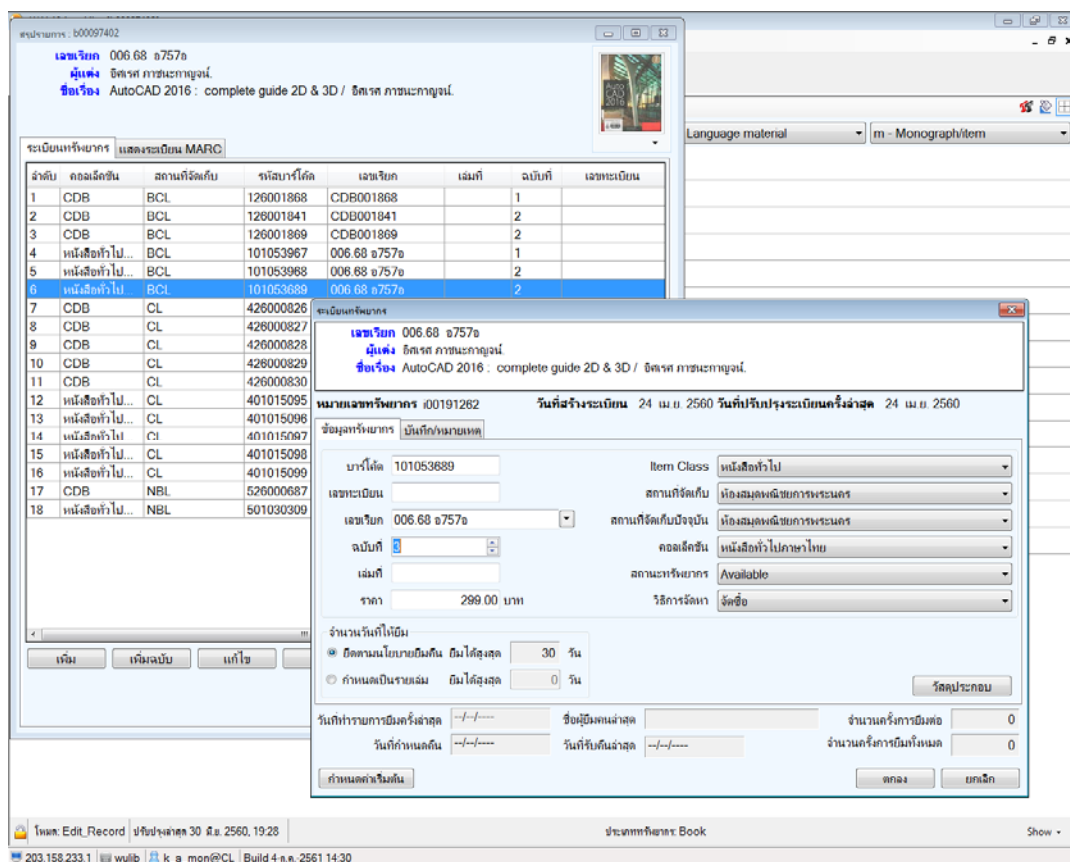 สรุปรายการ : b00097402
เลขเรียก 006.68 อ757อ
ผู้แต่ง อิศเรศ ภาชนะกาญจน์.
ชื่อเรื่อง AutoCAD 2016 : complete guide 2D & 3D / อิศเรศ ภาชนะกาญจน์.
Language material m - Monograph/item
ระเบียนทรัพยากร แสดงระเบียน MARC
ลำดับ คอลเล็กชัน สถานที่จัดเก็บ รหัสบาร์โค้ด เลขเรียก เล่มที่ ฉบับที่ เลขทะเบียน
1 CDB BCL 126001868 CDB001868 1
2 CDB BCL 126001841 CDB001841 2
3 CDB BCL 126001869 CDB001869 2
4 หนังสือทั่วไป... BCL 101053967 006.68 อ757อ 1
5 หนังสือทั่วไป... BCL 101053968 006.68 อ757อ 2
6 หนังสือทั่วไป... BCL 101053689 006.68 อ757อ 2
7 CDB CL 426000826
8 CDB CL 426000827
9 CDB CL 426000828
10 CDB CL 426000829
11 CDB CL 426000830
12 หนังสือทั่วไป... CL 401015095
13 หนังสือทั่วไป... CL 401015096
14 หนังสือทั่วไป... CL 401015097
15 หนังสือทั่วไป... CL 401015098
16 หนังสือทั่วไป... CL 401015099
17 CDB NBL 526000687
18 หนังสือทั่วไป... NBL 501030309
เพิ่ม เพิ่มฉบับ แก้ไข
ระเบียนทรัพยากร
เลขเรียก 006.68 อ757อ
ผู้แต่ง อิศเรศ ภาชนะกาญจน์.
ชื่อเรื่อง AutoCAD 2016 : complete guide 2D & 3D / อิศเรศ ภาชนะกาญจน์.
หมายเลขทรัพยากร i00191262 วันที่สร้างระเบียน 24 เม.ย. 2560 วันที่ปรับปรุงระเบียนครั้งล่าสุด 24 เม.ย. 2560
ข้อมูลทรัพยากร บันทึก/หมายเหตุ
บาร์โค้ด 101053689 Item Class หนังสือทั่วไป
เลขทะเบียน สถานที่จัดเก็บ ห้องสมุดพณิชยการพระนคร
เลขเรียก 006.68 อ757อ สถานที่จัดเก็บปัจจุบัน ห้องสมุดพณิชยการพระนคร
ฉบับที่ 3 คอลเล็กชัน หนังสือทั่วไปภาษาไทย
เล่มที่ สถานะทรัพยากร Available
ราคา 299.00 บาท วิธีการจัดหา จัดซื้อ
จำนวนวันที่ให้ยืม
ยึดตามนโยบายยืมคืน ยืมได้สูงสุด 30 วัน
กำหนดเป็นรายเล่ม ยืมได้สูงสุด 0 วัน
วัสดุประกอบ
วันที่ทำรายการยืมครั้งล่าสุด --/--/---- ชื่อผู้ยืมคนล่าสุด จำนวนครั้งการยืมต่อ 0
วันที่กำหนดคืน --/--/---- วันที่รับคืนล่าสุด --/--/---- จำนวนครั้งการยืมทั้งหมด 0
กำหนดค่าเริ่มต้น ตกลง ยกเลิก
โหมด: Edit_Record ปรับปรุงล่าสุด 30 มิ.ย. 2560, 19:28 ประเภททรัพยากร: Book Show
203.158.233.1 wulib k_a_mon@CL Build 4-ก.ค.-2561 14:30